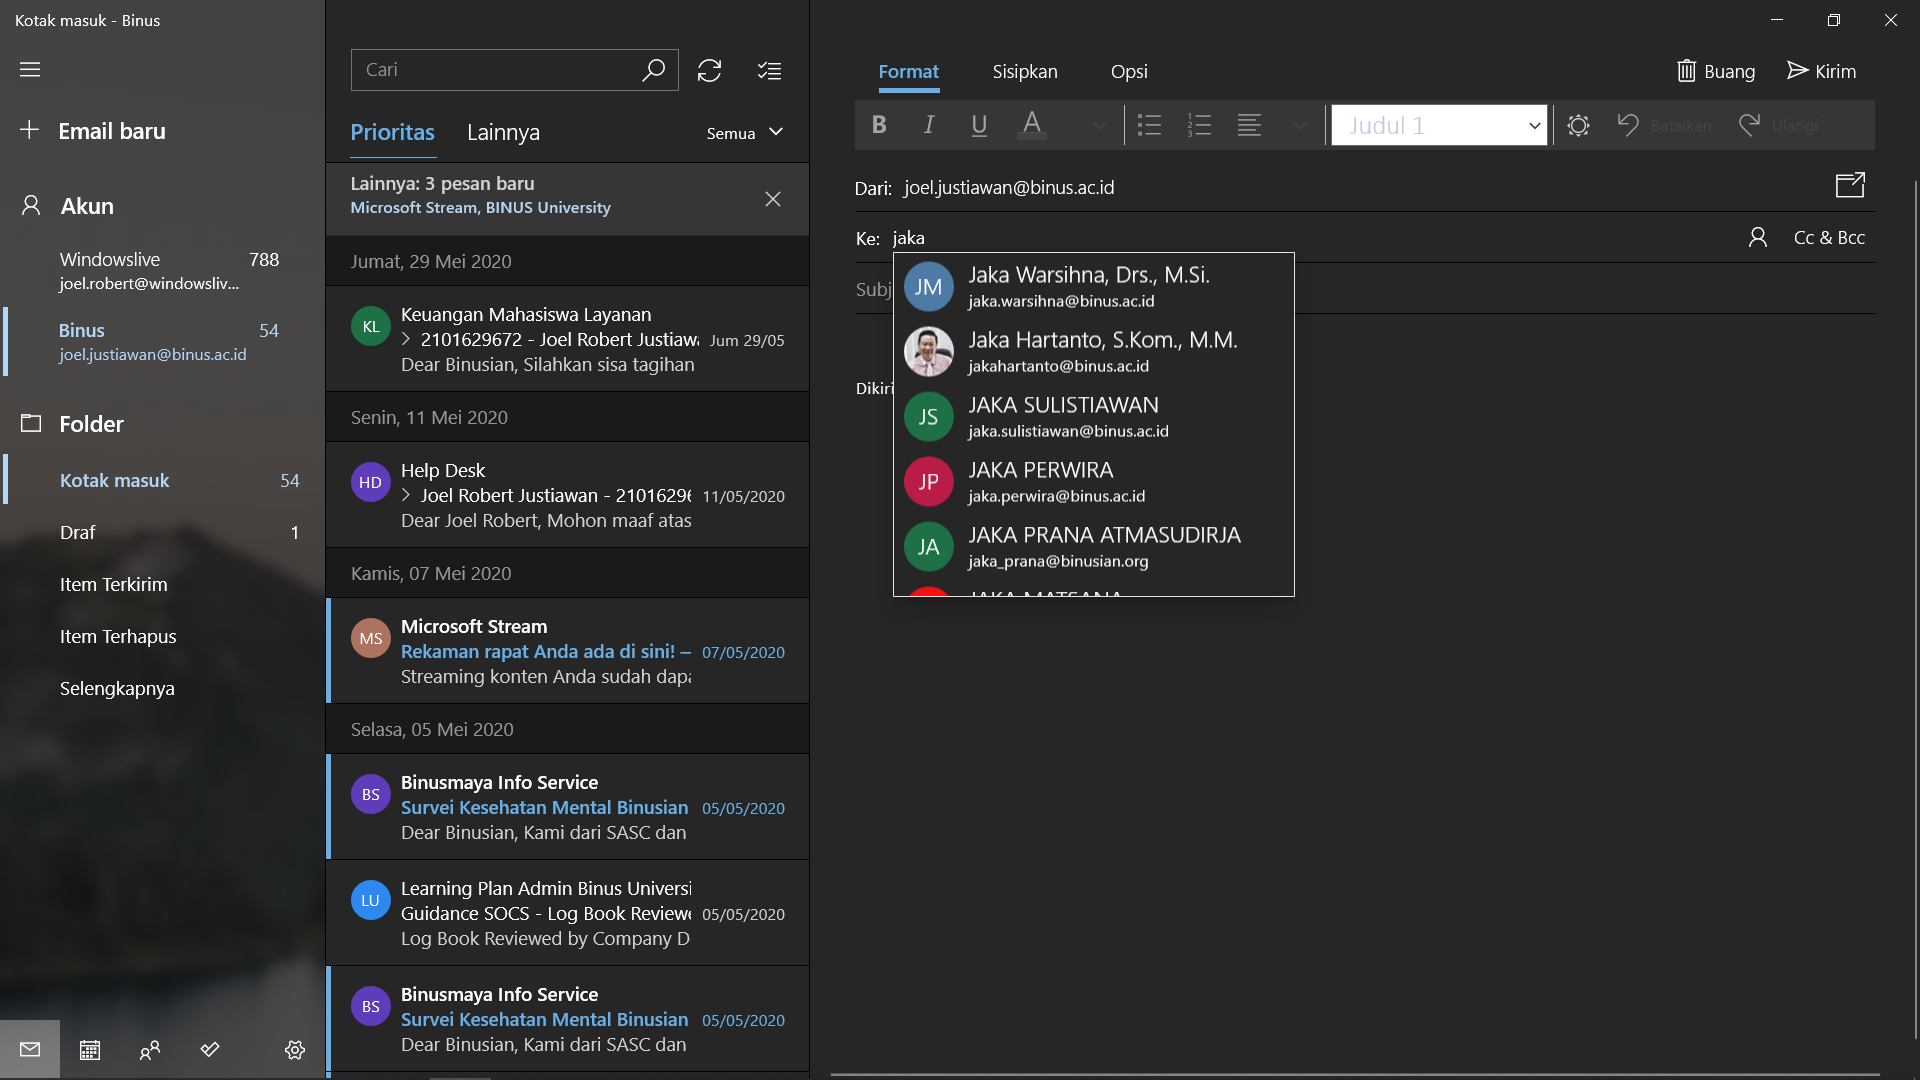 Kotak masuk - Binus
Email baru
Akun
Windowslive 788
joel.robert@windowsliv...
Binus 54
joel.justiawan@binus.ac.id
Folder
Kotak masuk 54
Draf 1
Item Terkirim
Item Terhapus
Selengkapnya
Cari
Prioritas Lainnya Semua
Lainnya: 3 pesan baru
Microsoft Stream, BINUS University
Jumat, 29 Mei 2020
KL
Keuangan Mahasiswa Layanan
2101629672 - Joel Robert Justiawa Jum 29/05
Dear Binusian, Silahkan sisa tagihan
Senin, 11 Mei 2020
HD
Help Desk
Joel Robert Justiawan - 21016296 11/05/2020
Dear Joel Robert, Mohon maaf atas
Kamis, 07 Mei 2020
MS
Microsoft Stream
Rekaman rapat Anda ada di sini! – 07/05/2020
Streaming konten Anda sudah dapa
Selasa, 05 Mei 2020
BS
Binusmaya Info Service
Survei Kesehatan Mental Binusian 05/05/2020
Dear Binusian, Kami dari SASC dan
LU
Learning Plan Admin Binus Universi
Guidance SOCS - Log Book Reviewe 05/05/2020
Log Book Reviewed by Company D
BS
Binusmaya Info Service
Survei Kesehatan Mental Binusian 05/05/2020
Dear Binusian, Kami dari SASC dan
Format Sisipkan Opsi Buang Kirim
B I U A Judul 1 Batalkan Ulangi
Dari: joel.justiawan@binus.ac.id
Ke: jaka Cc & Bcc
Subj
Dikiri
JM
Jaka Warsihna, Drs., M.Si.
jaka.warsihna@binus.ac.id
Jaka Hartanto, S.Kom., M.M.
jakahartanto@binus.ac.id
JS
JAKA SULISTIAWAN
jaka.sulistiawan@binus.ac.id
JP
JAKA PERWIRA
jaka.perwira@binus.ac.id
JA
JAKA PRANA ATMASUDIRJA
jaka_prana@binusian.org
JAKA MATSANA